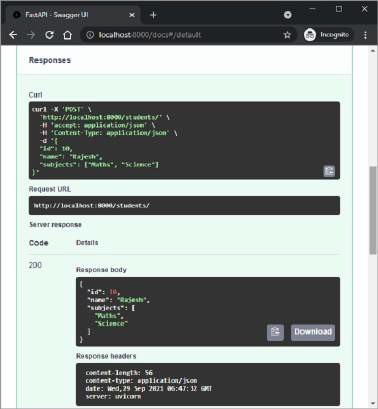 FastAPI - Swagger UI
localhost:8000/docs#/default
Incognito
Responses
Curl
curl -X 'POST' \
'http://localhost:8000/students/' \
-H 'accept: application/json' \
-H 'Content-Type: application/json' \
-d '{
"id": 10,
"name": "Rajesh",
"subjects": ["Maths", "Science"]
}'
Request URL
http://localhost:8000/students/
Server response
Code Details
200
Response body
{
"id": 10,
"name": "Rajesh",
"subjects": [
"Maths",
"Science"
]
}
Download
Response headers
content-length: 56
content-type: application/json
date: Wed,29 Sep 2021 06:47:32 GMT
server: uvicorn